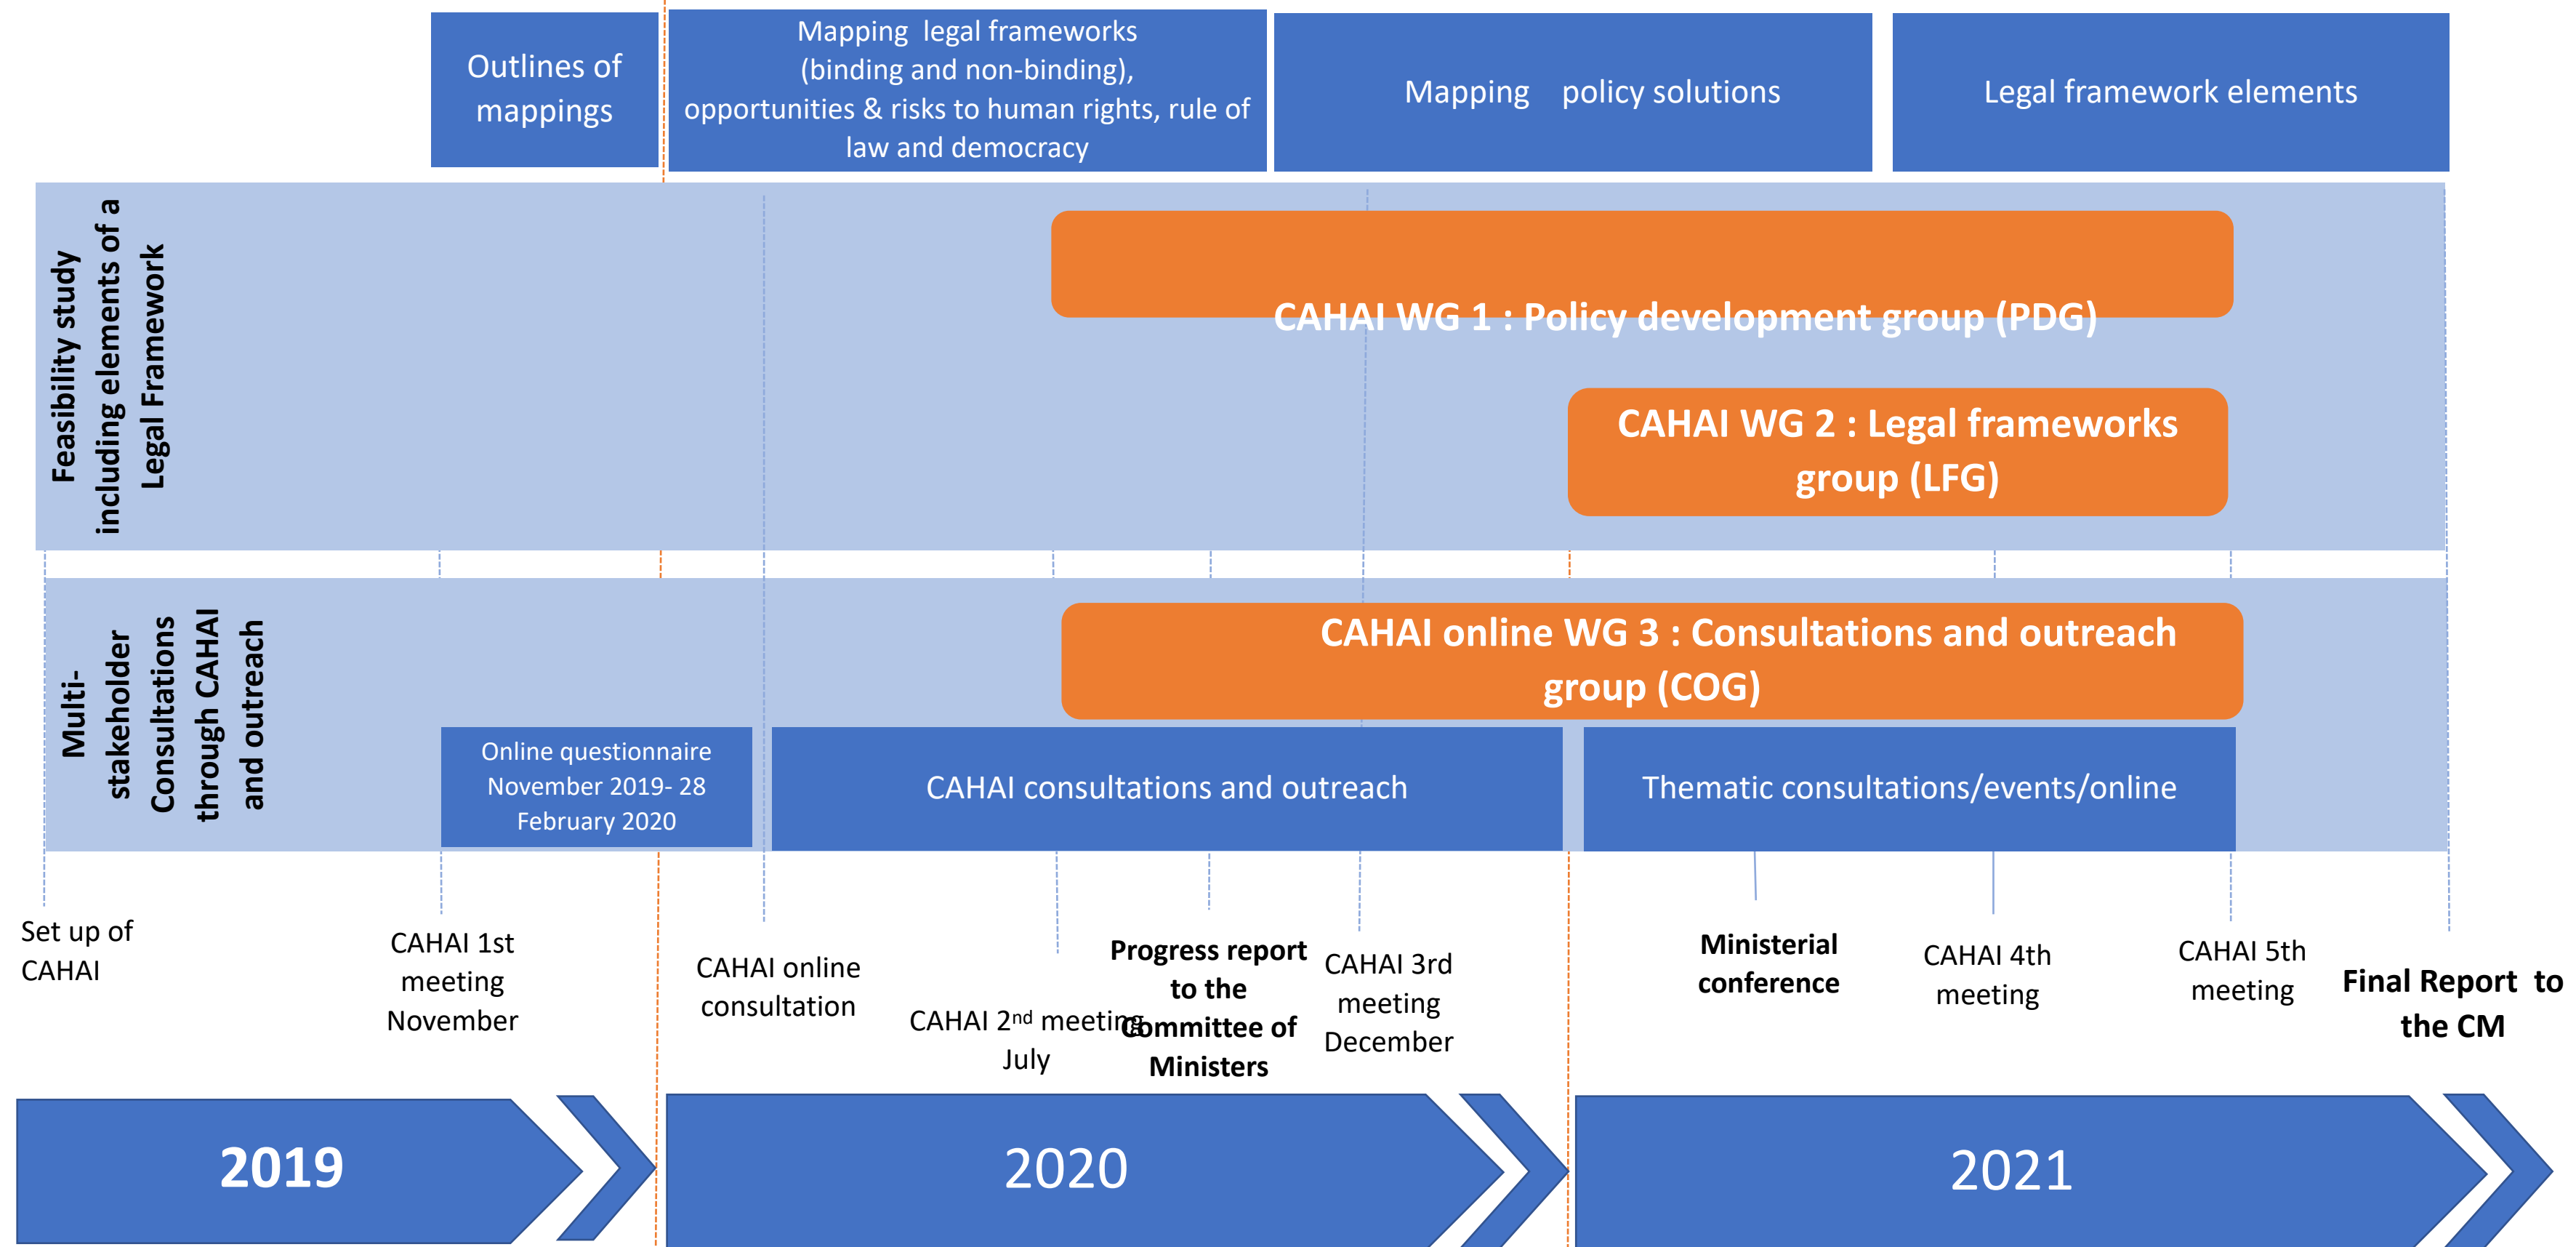 Outlines of
mappings
Mapping legal frameworks
(binding and non-binding),
opportunities & risks to human rights, rule of
law and democracy
Mapping policy solutions
Legal framework elements
Feasibility study
including elements of a
Legal Framework
CAHAI WG 1 : Policy development group (PDG)
CAHAI WG 2 : Legal frameworks
group (LFG)
Multi-
stakeholder
Consultations
through CAHAI
and outreach
CAHAI online WG 3 : Consultations and outreach
group (COG)
Online questionnaire
November 2019- 28
February 2020
CAHAI consultations and outreach
Thematic consultations/events/online
Set up of
CAHAI
CAHAI 1st
meeting
November
CAHAI online
consultation
CAHAI 2nd meeting
July
Progress report
to the
Committee of
Ministers
CAHAI 3rd
meeting
December
Ministerial
conference
CAHAI 4th
meeting
CAHAI 5th
meeting
Final Report to
the CM
2019
2020
2021